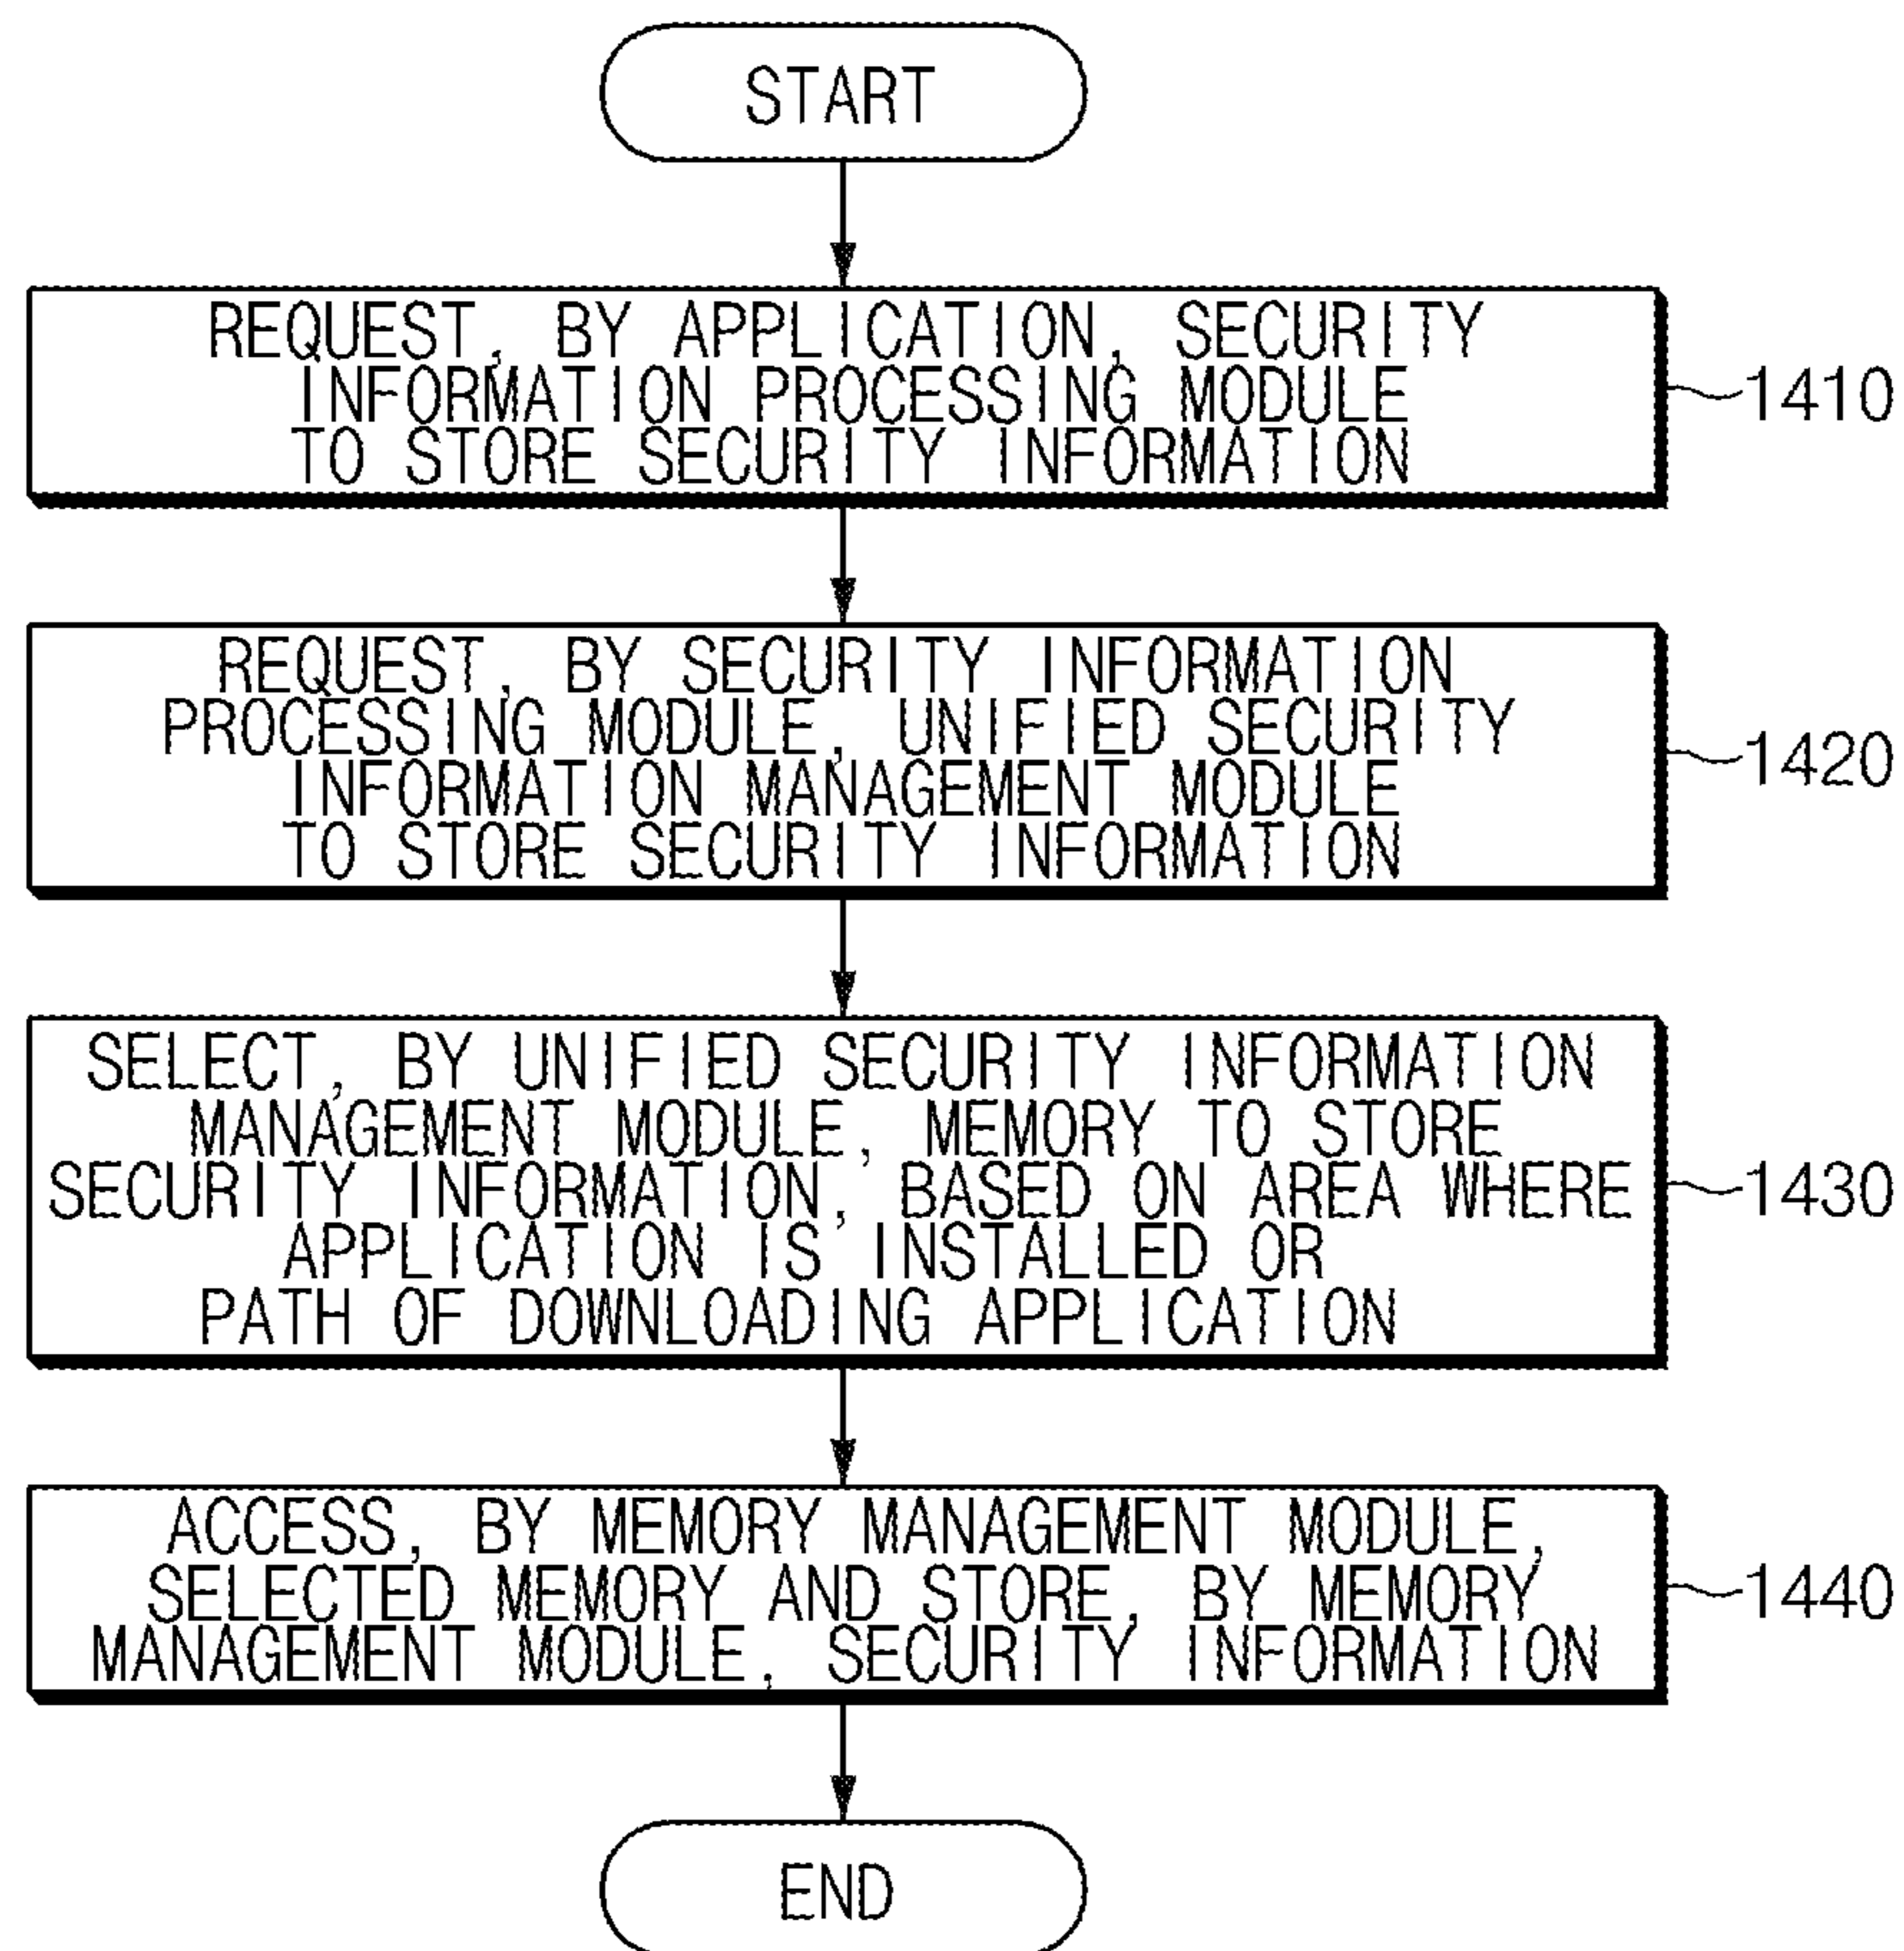 START
REQUEST, BY APPLICATION, SECURITY
INFORMATION PROCESSING MODULE
TO STORE SECURITY INFORMATION
1410
REQUEST, BY SECURITY INFORMATION
PROCESSING MODULE, UNIFIED SECURITY
INFORMATION MANAGEMENT MODULE
TO STORE SECURITY INFORMATION
1420
SELECT, BY UNIFIED SECURITY INFORMATION
MANAGEMENT MODULE, MEMORY TO STORE
SECURITY INFORMATION, BASED ON AREA WHERE
APPLICATION IS INSTALLED OR
PATH OF DOWNLOADING APPLICATION
1430
ACCESS, BY MEMORY MANAGEMENT MODULE,
SELECTED MEMORY AND STORE, BY MEMORY
MANAGEMENT MODULE, SECURITY INFORMATION
1440
END